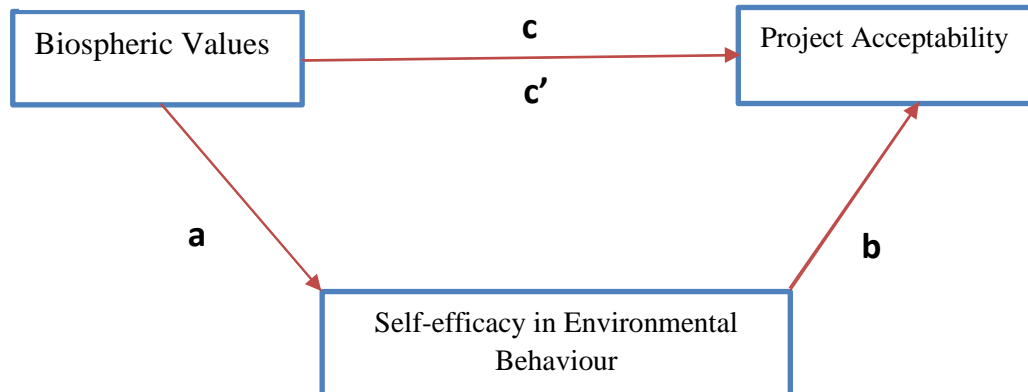 Biospheric Values
c
Project Acceptability
c’
a
b
Self-efficacy in Environmental
Behaviour